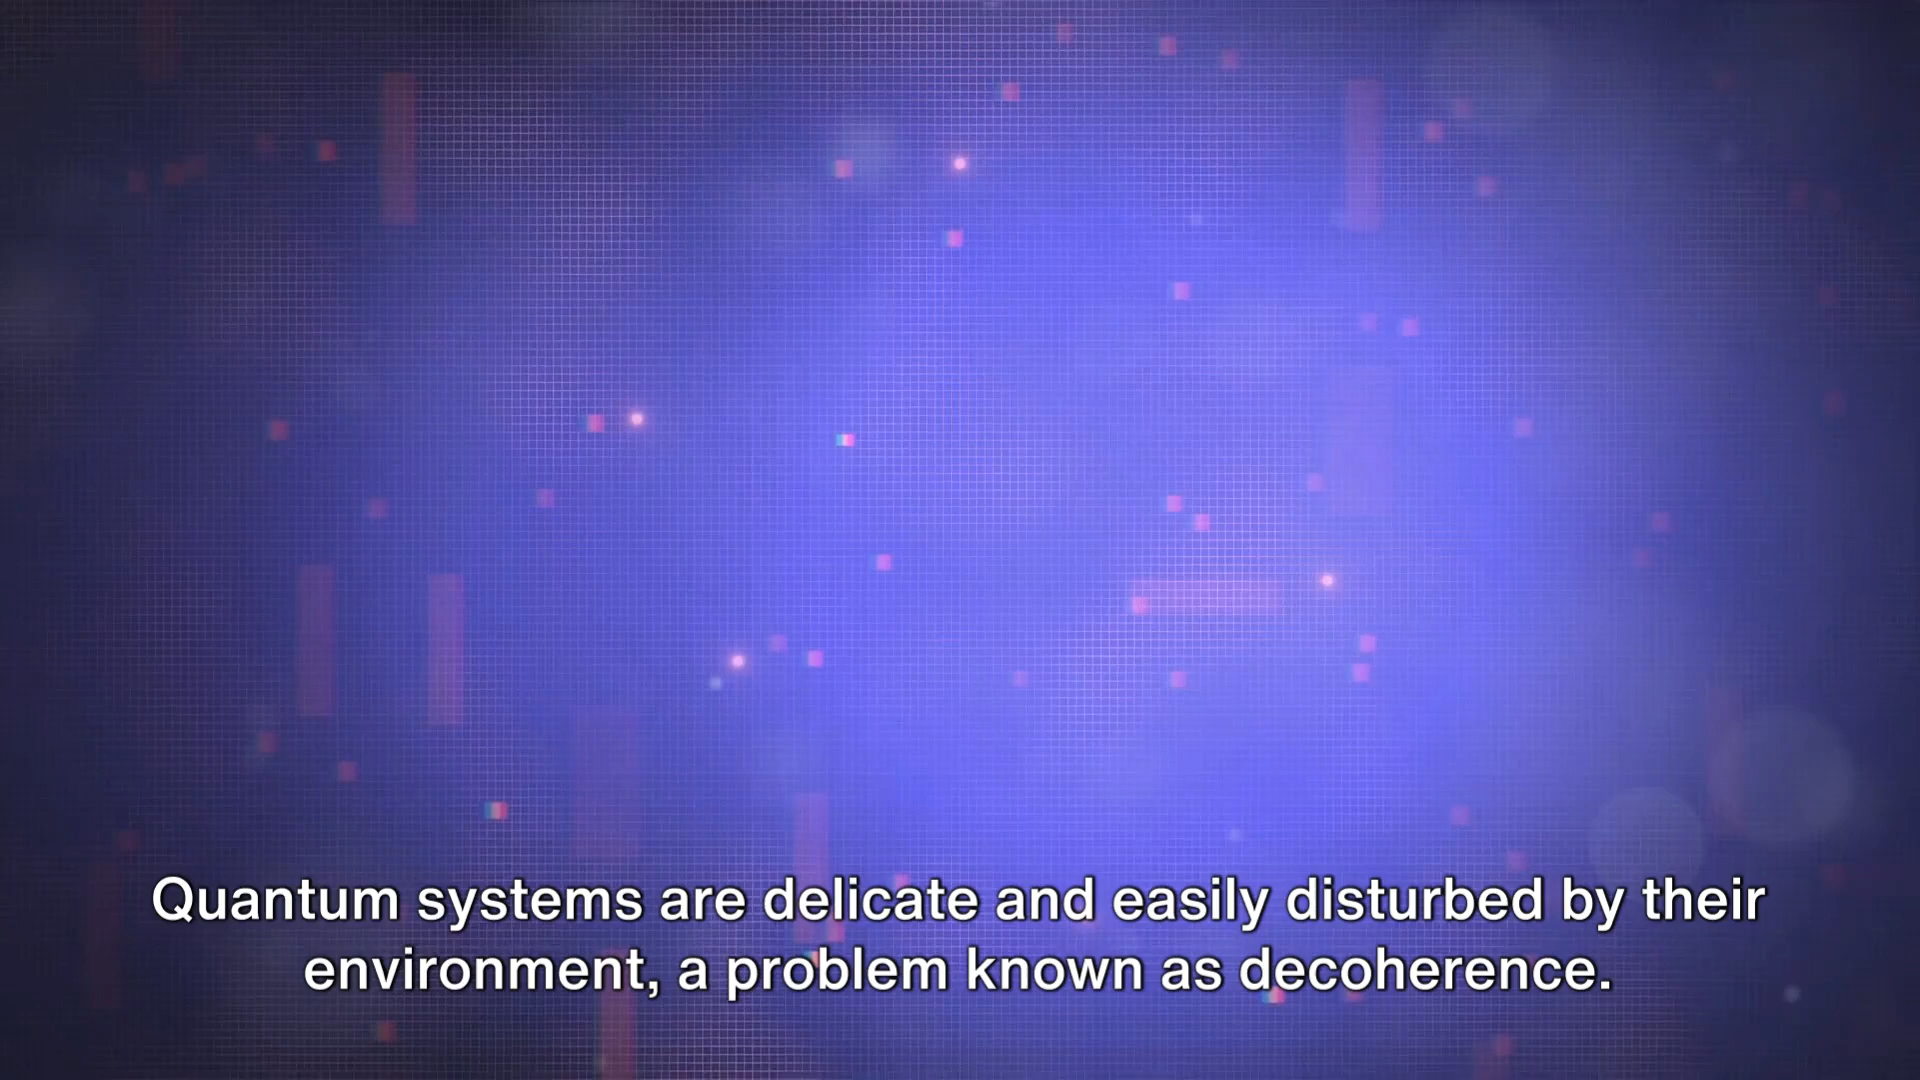 Quantum systems are delicate and easily disturbed by their
environment, a problem known as decoherence.